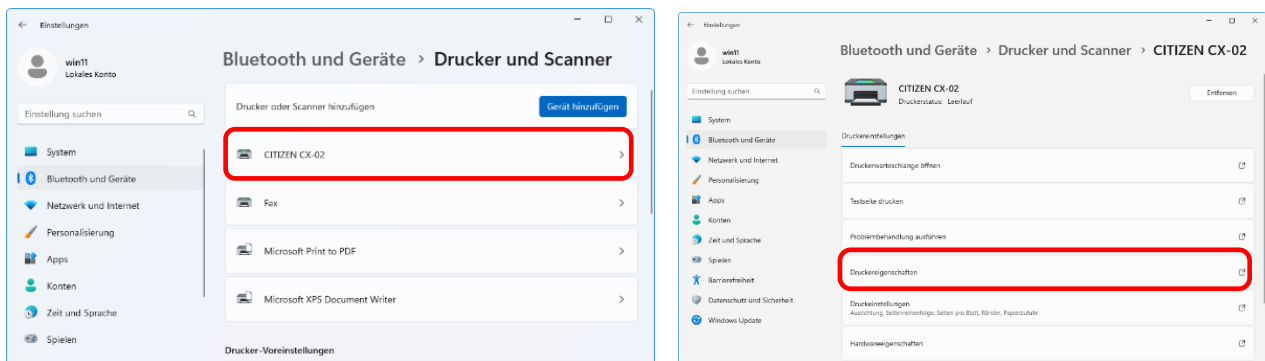 Einstellungen
win11
Lokales Konto
Einstellung suchen
System
Bluetooth und Geräte
Netzwerk und Internet
Personalisierung
Apps
Konten
Zeit und Sprache
Spielen
Bluetooth und Geräte > Drucker und Scanner
Drucker oder Scanner hinzufügen
Gerät hinzufügen
CITIZEN CX-02
Fax
Microsoft Print to PDF
Microsoft XPS Document Writer
Drucker-Voreinstellungen
Einstellungen
win11
Lokales Konto
Einstellung suchen
System
Bluetooth und Geräte
Netzwerk und Internet
Personalisierung
Apps
Konten
Zeit und Sprache
Spielen
Barrierefreiheit
Datenschutz und Sicherheit
Windows Update
Bluetooth und Geräte > Drucker und Scanner > CITIZEN CX-02
CITIZEN CX-02
Druckerstatus: Leerlauf
Entfernen
Druckereinstellungen
Druckerwarteschlange öffnen
Testseite drucken
Problembehandlung ausführen
Druckereigenschaften
Druckeinstellungen
Ausrichtung, Seitenreihenfolge, Seiten pro Blatt, Ränder, Papierzufuhr
Hardwareeigenschaften